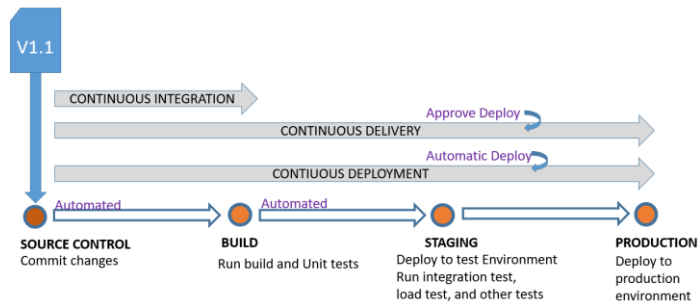 V1.1
CONTINUOUS INTEGRATION
Approve Deploy
CONTINUOUS DELIVERY
Automatic Deploy
CONTIUOUS DEPLOYMENT
Automated
Automated
SOURCE CONTROL
Commit changes
BUILD
Run build and Unit tests
STAGING
Deploy to test Environment
Run integration test,
load test, and other tests
PRODUCTION
Deploy to
production
environment